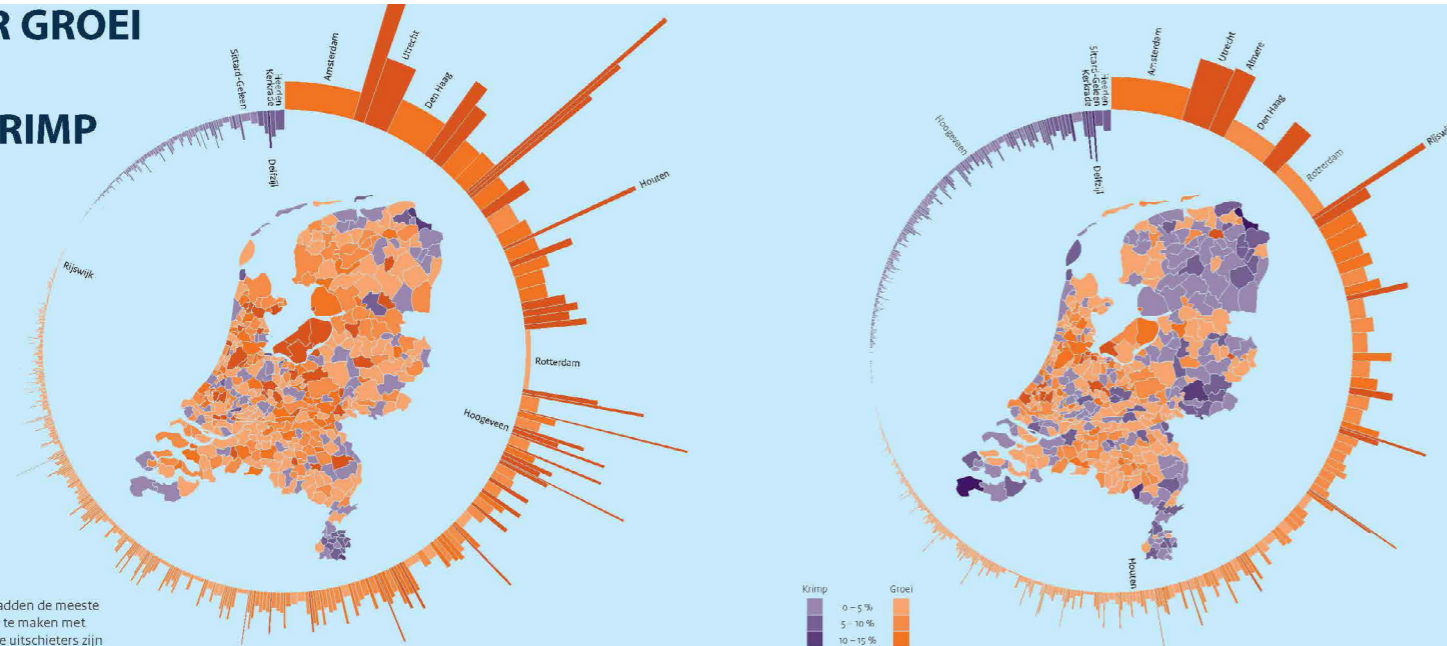 R GROEI
RIMP
Sittard-Geleen
Kerkrade
Heerlen
Amsterdam
Utrecht
Den Haag
Delfzijl
Houten
Rijswijk
Rotterdam
Hoogeveen
adden de meeste
te maken met
e uitschieters zijn
Hoogeveen
Sittard-Geleen
Kerkrade
Heerlen
Amsterdam
Utrecht
Almere
Den Haag
Rotterdam
Rijswijk
Delfzijl
Houten
Krimp
Groei
0 – 5 %
5 – 10 %
10 – 15 %